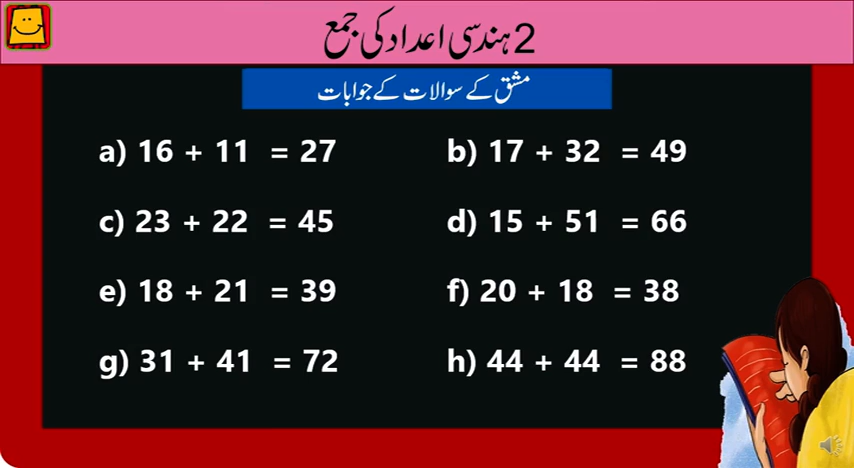 2 ہندسی اعداد کی جمع
مشق کے سوالات کے جوابات
a) 16 + 11 = 27 b) 17 + 32 = 49
c) 23 + 22 = 45 d) 15 + 51 = 66
e) 18 + 21 = 39 f) 20 + 18 = 38
g) 31 + 41 = 72 h) 44 + 44 = 88